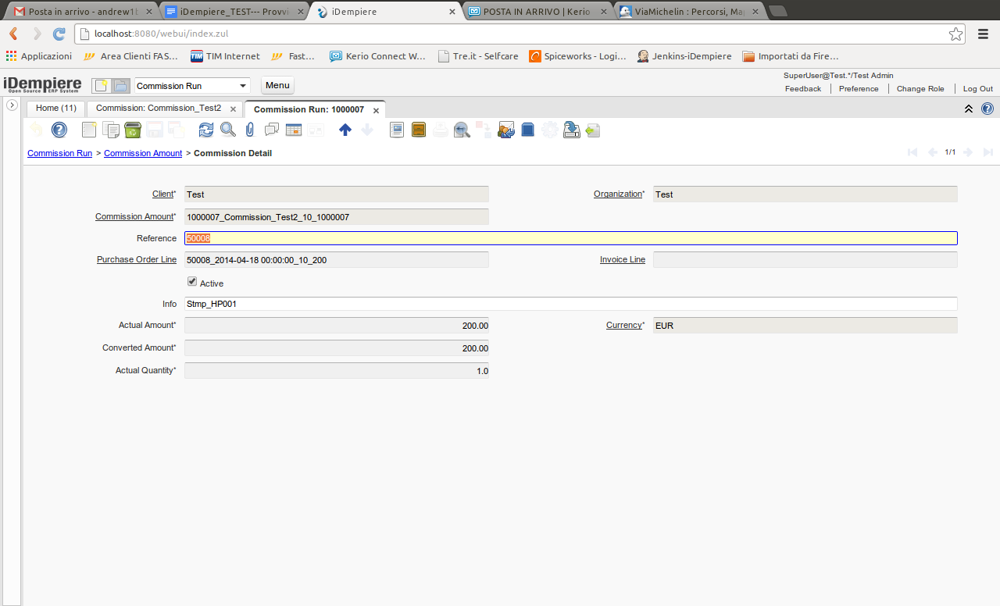 Posta in arrivo - andrew1b
iDempiere_TEST--- Provvi
iDempiere
POSTA IN ARRIVO | Kerio
ViaMichelin : Percorsi, Map
localhost:8080/webui/index.zul
Applicazioni
Area Clienti FAS...
TIM Internet
Fast...
Kerio Connect W...
Tre.it - Selfcare
Spiceworks - Logi...
Jenkins-iDempiere
Importati da Fire...
iDempiere
Open Source ERP System
Commission Run
Menu
SuperUser@Test.*/Test Admin
Feedback
Preference
Change Role
Log Out
Home (11)
Commission: Commission_Test2
Commission Run: 1000007
Commission Run > Commission Amount > Commission Detail
1/1
Client* Test
Organization* Test
Commission Amount* 1000007_Commission_Test2_10_1000007
Reference 50008
Purchase Order Line 50008_2014-04-18 00:00:00_10_200
Invoice Line
Active
Info Stmp_HP001
Actual Amount* 200.00
Currency* EUR
Converted Amount* 200.00
Actual Quantity* 1.0